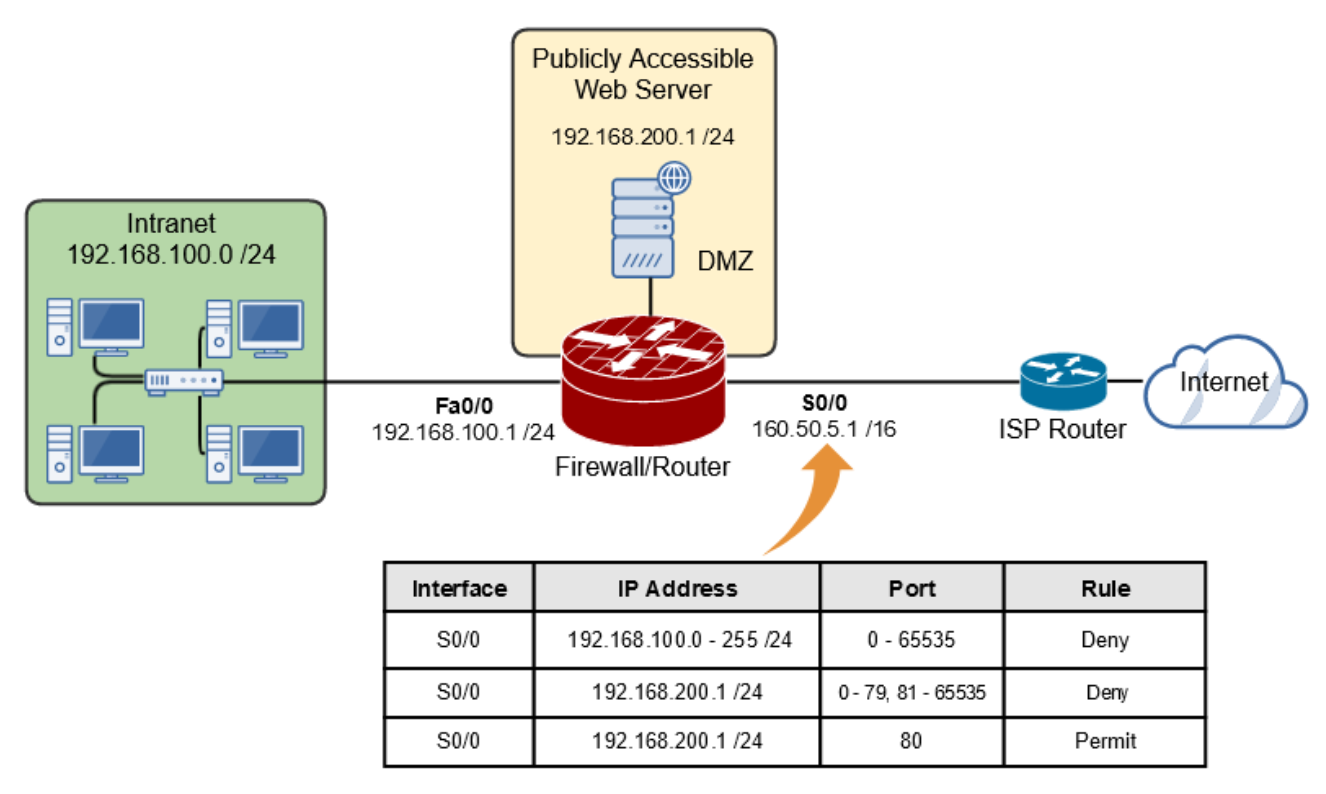 Publicly Accessible
Web Server
192.168.200.1 /24
DMZ
Intranet
192.168.100.0 /24
Fa0/0
192.168.100.1 /24
Firewall/Router
S0/0
160.50.5.1 /16
ISP Router
Internet
Interface IP Address Port Rule
S0/0 192.168.100.0 - 255 /24 0 - 65535 Deny
S0/0 192.168.200.1 /24 0 - 79, 81 - 65535 Deny
S0/0 192.168.200.1 /24 80 Permit